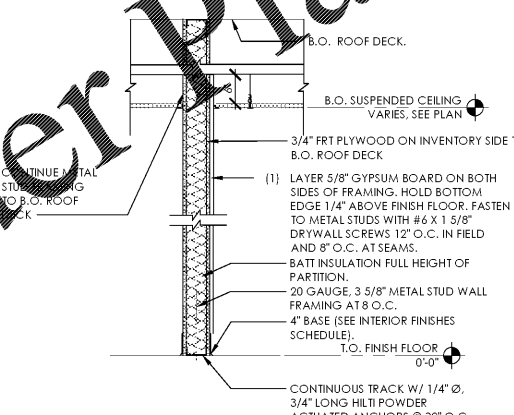 B.O. ROOF DECK.
B.O. SUSPENDED CEILING
VARIES, SEE PLAN
3/4" FRT PLYWOOD ON INVENTORY SIDE
B.O. ROOF DECK
(1) LAYER 5/8" GYPSUM BOARD ON BOTH
SIDES OF FRAMING. HOLD BOTTOM
EDGE 1/4" ABOVE FINISH FLOOR. FASTEN
TO METAL STUDS WITH #6 X 1 5/8"
DRYWALL SCREWS 12" O.C. IN FIELD
AND 8" O.C. AT SEAMS.
METAL
TO B.O. ROOF
BATT INSULATION FULL HEIGHT OF
PARTITION.
20 GAUGE, 3 5/8" METAL STUD WALL
FRAMING AT 8 O.C.
4" BASE (SEE INTERIOR FINISHES
SCHEDULE).
T.O. FINISH FLOOR
0'-0"
CONTINUOUS TRACK W/ 1/4" Ø,
3/4" LONG HILTI POWDER
er Pla